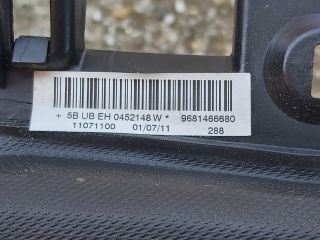 + 5B UB EH 0452148 W * 9681466680
11071100 01/07/11 288